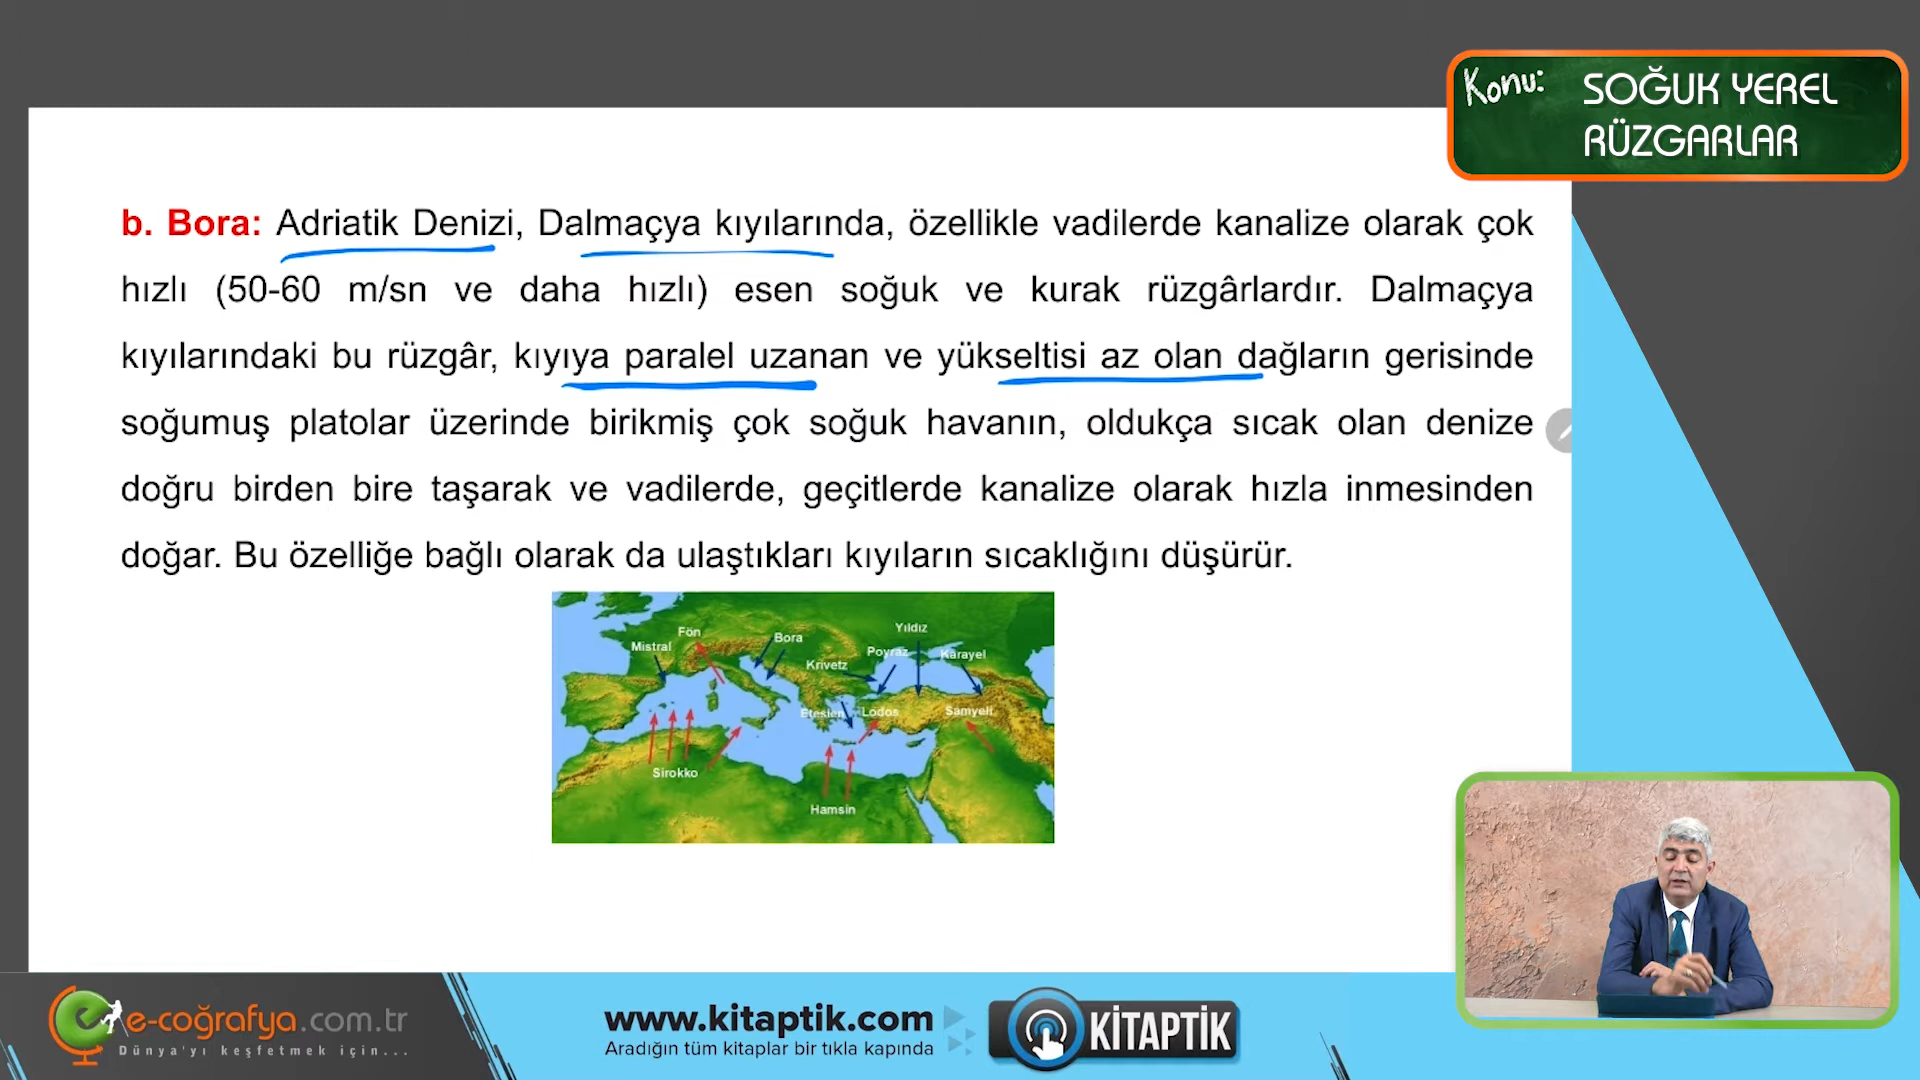 Konu: SOĞUK YEREL
RÜZGARLAR
b. Bora: Adriatik Denizi, Dalmaçya kıyılarında, özellikle vadilerde kanalize olarak çok
hızlı (50-60 m/sn ve daha hızlı) esen soğuk ve kurak rüzgârlardır. Dalmaçya
kıyılarındaki bu rüzgâr, kıyıya paralel uzanan ve yükseltisi az olan dağların gerisinde
soğumuş platolar üzerinde birikmiş çok soğuk havanın, oldukça sıcak olan denize
doğru birden bire taşarak ve vadilerde, geçitlerde kanalize olarak hızla inmesinden
doğar. Bu özelliğe bağlı olarak da ulaştıkları kıyıların sıcaklığını düşürür.
Yıldız
Fön
Bora
Mistral
Poyraz
Karayel
Krivetz
Etesien
Lodos
Samyeli
Sirokko
Hamsin
e-coğrafya.com.tr
Dünya'yı keşfetmek için...
www.kitaptik.com
Aradığın tüm kitaplar bir tıkla kapında
KİTAPTIK